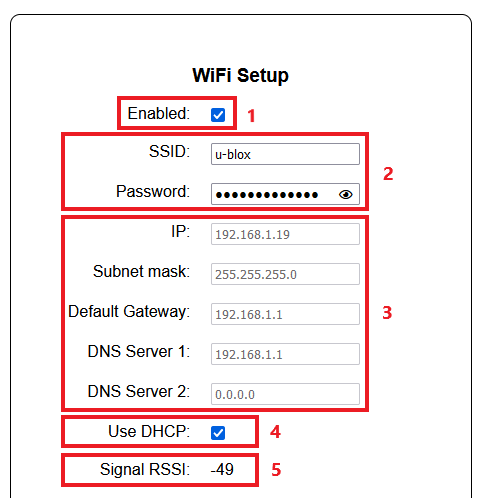 WiFi Setup
Enabled: 1
SSID: u-blox
Password: ●●●●●●●●●●●●● 2
IP: 192.168.1.19
Subnet mask: 255.255.255.0
Default Gateway: 192.168.1.1 3
DNS Server 1: 192.168.1.1
DNS Server 2: 0.0.0.0
Use DHCP: 4
Signal RSSI: -49 5